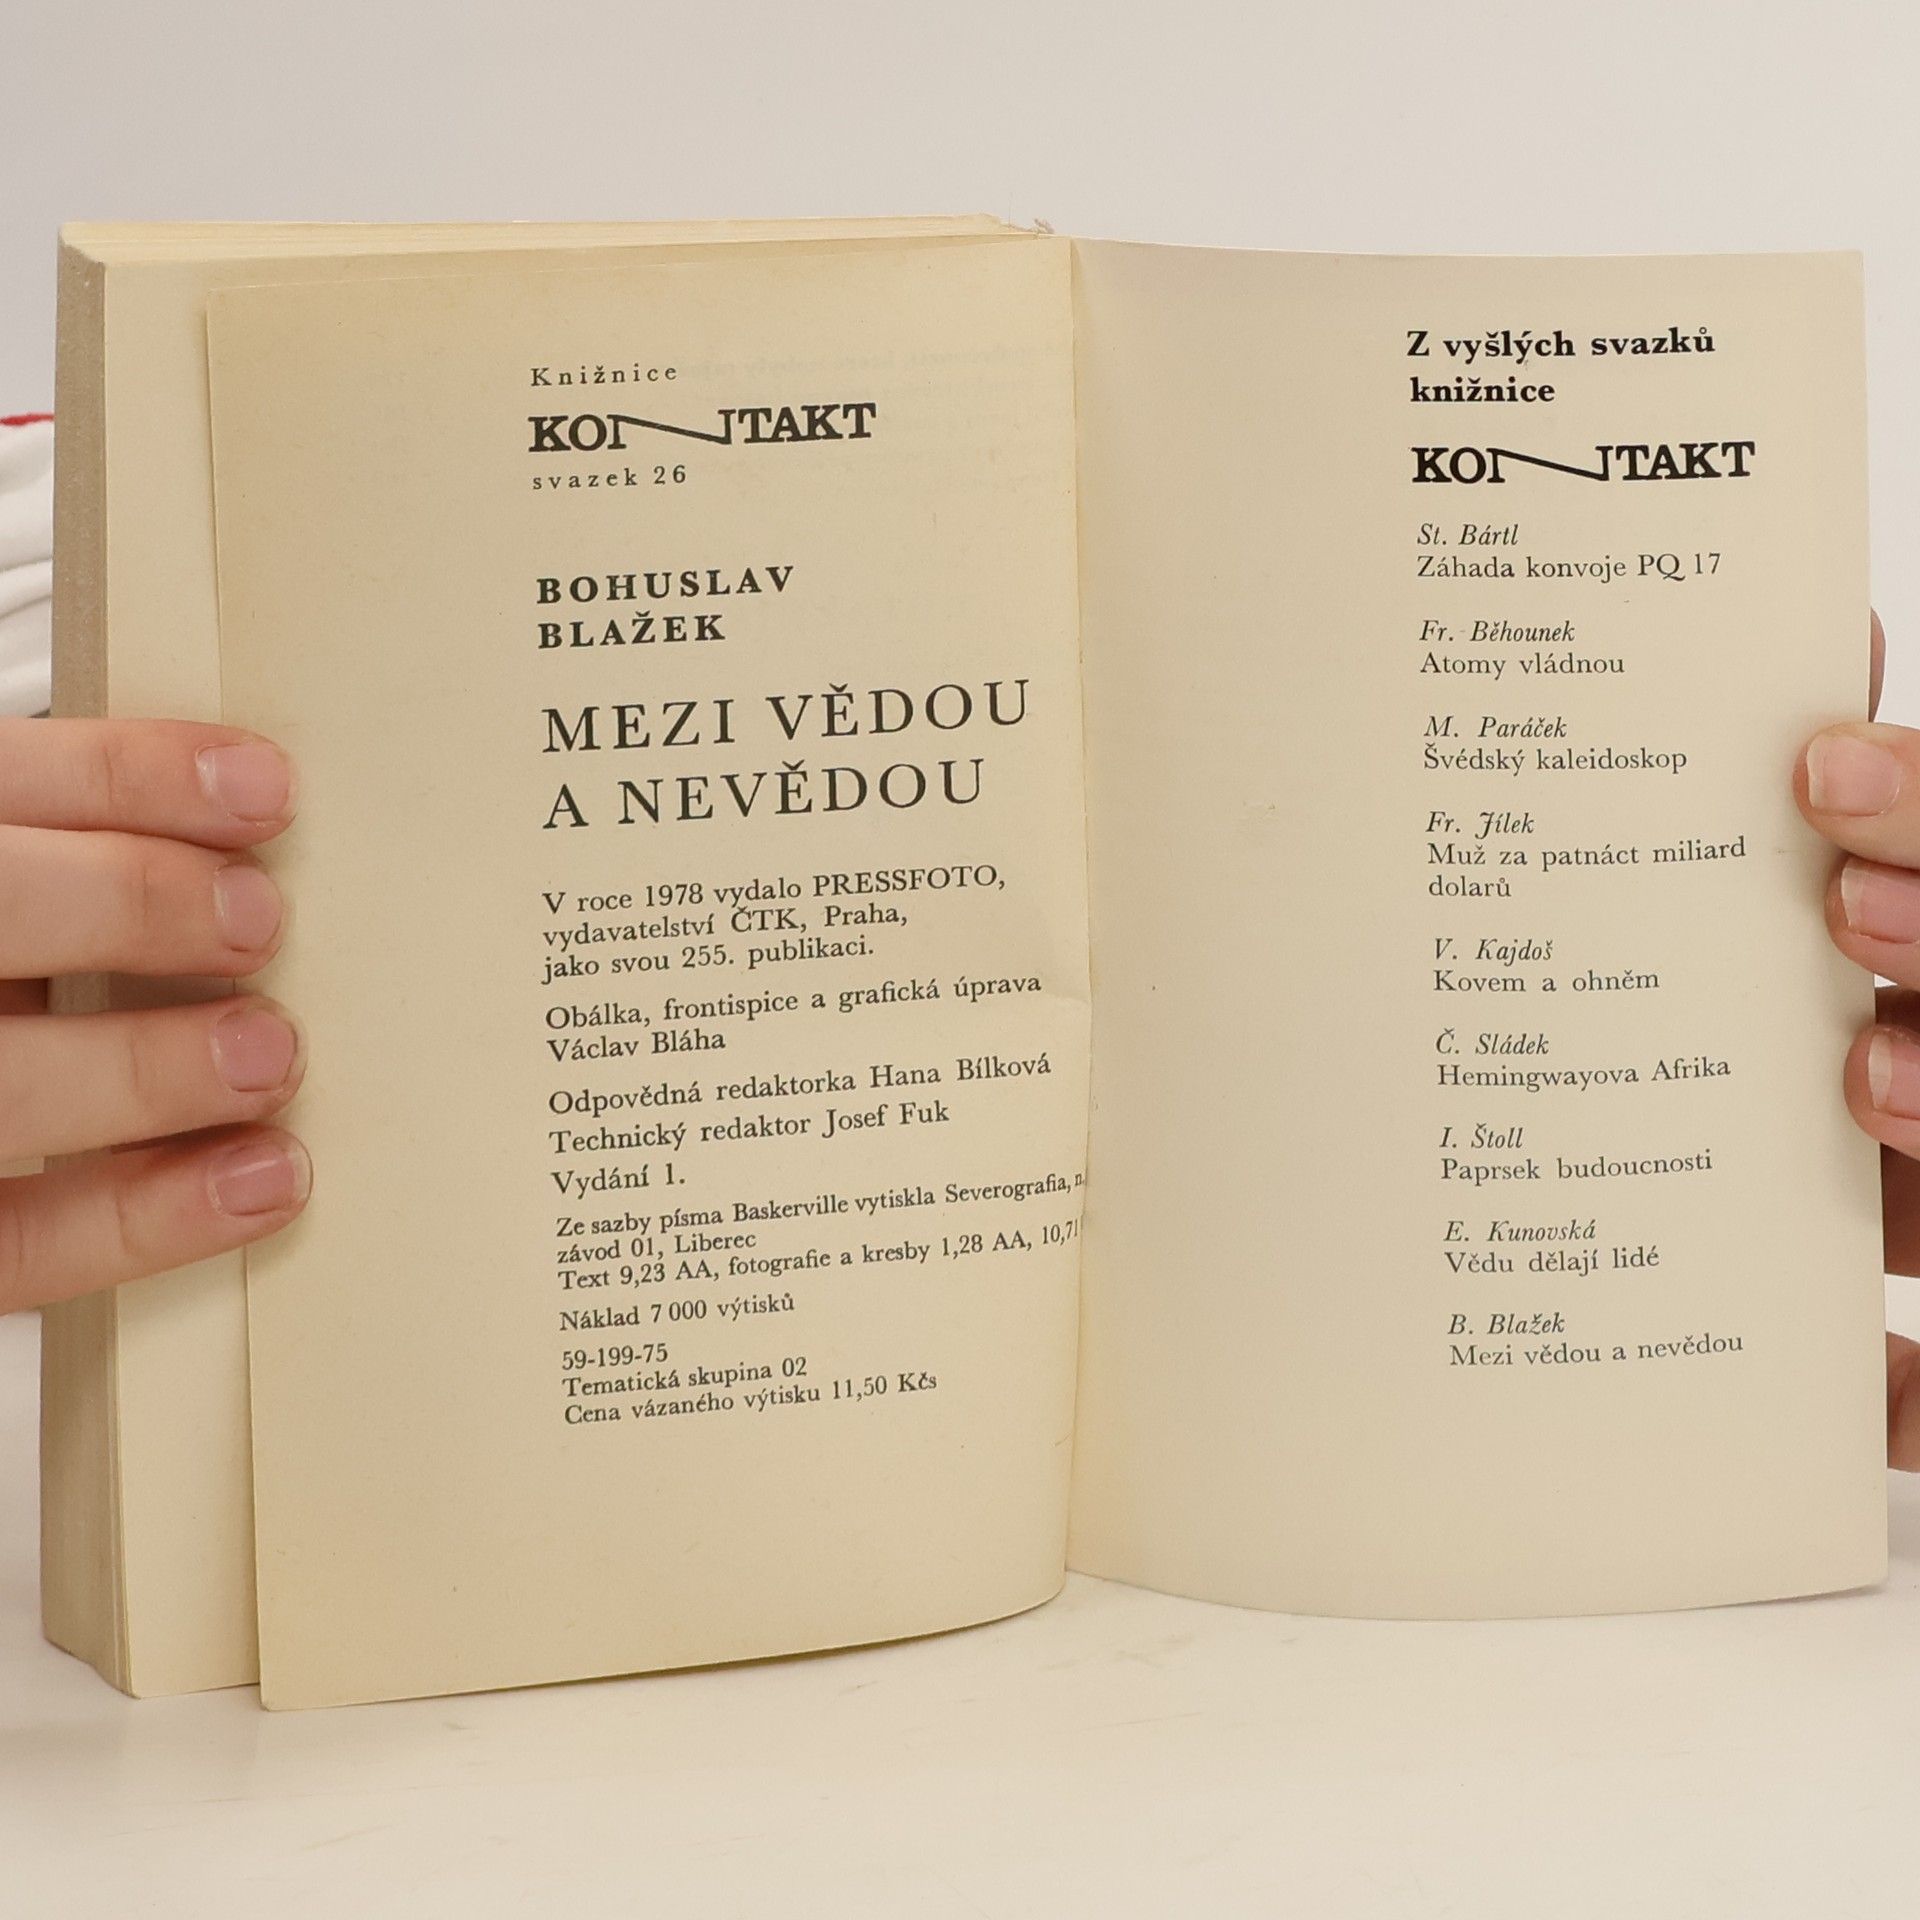 Knižnice
KONTAKT
svazek 26
BOHUSLAV
BLAŽEK
MEZI VĚDOU
A NEVĚDOU
V roce 1978 vydalo PRESSFOTO,
vydavatelství ČTK, Praha,
jako svou 255. publikaci.
Obálka, frontispice a grafická úprava
Václav Bláha
Odpovědná redaktorka Hana Bílková
Technický redaktor Josef Fuk
Vydání 1.
Ze sazby písma Baskerville vytiskla Severografia, n.
závod 01, Liberec
Text 9,23 AA, fotografie a kresby 1,28 AA, 10,71
Náklad 7 000 výtisků
59-199-75
Tematická skupina 02
Cena vázaného výtisku 11,50 Kčs
Z vyšlých svazků
knižnice
KONTAKT
St. Bártl
Záhada konvoje PQ 17
Fr. Běhounek
Atomy vládnou
M. Paráček
Švédský kaleidoskop
Fr. Jílek
Muž za patnáct miliard
dolarů
V. Kajdoš
Kovem a ohněm
Č. Sládek
Hemingwayova Afrika
I. Štoll
Paprsek budoucnosti
E. Kunovská
Vědu dělají lidé
B. Blažek
Mezi vědou a nevědou